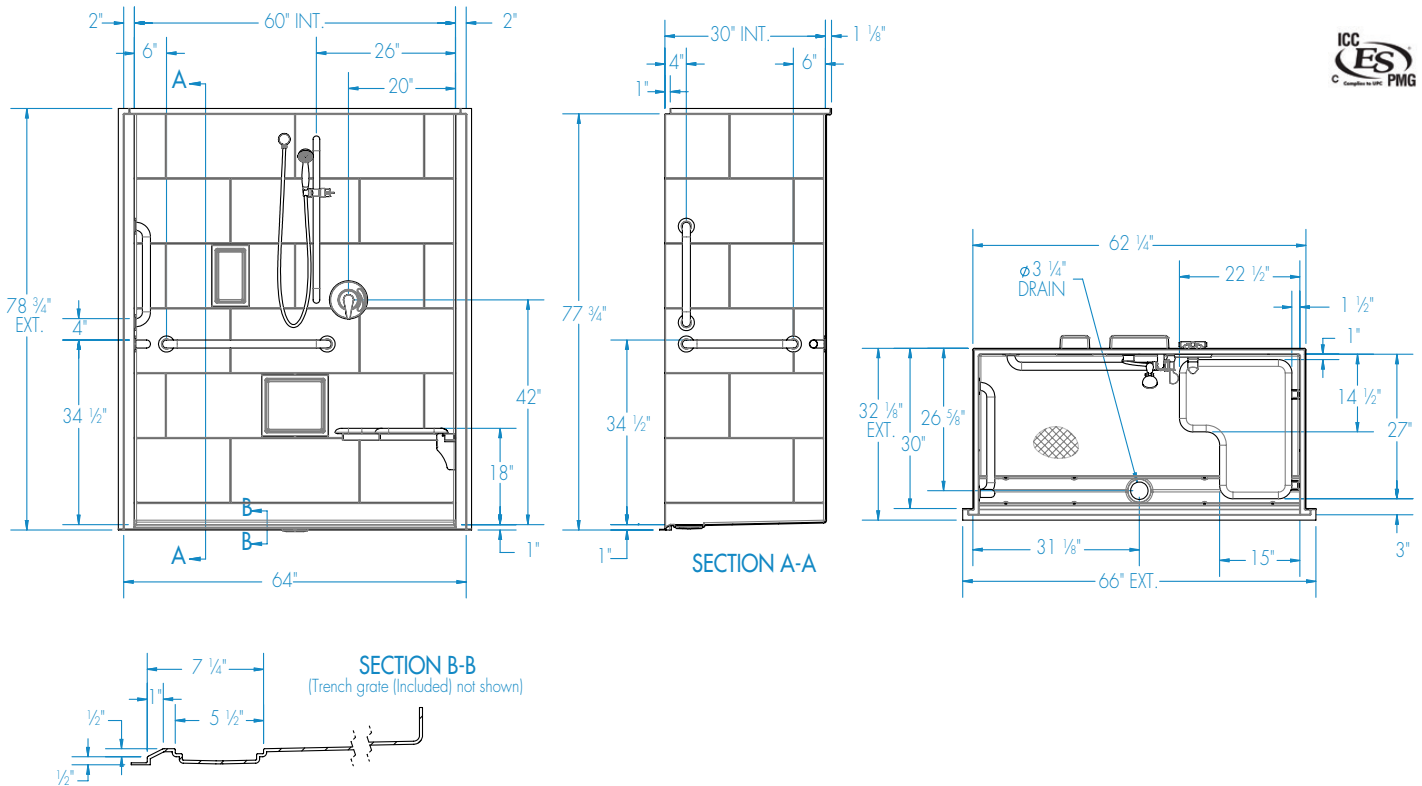 2"
60" INT.
2"
6"
26"
20"
A
78 ¾"
EXT.
4"
34 ½"
42"
18"
B
B
1"
A
64"
30" INT.
1 ⅛"
4"
6"
1"
77 ¾"
34 ½"
1"
SECTION A-A
ICC
ES
C Complies to UPC PMG
62 ¼"
22 ½"
ø3 ¼"
DRAIN
1 ½"
1"
32 ⅛"
EXT.
30"
26 ⅝"
14 ½"
27"
31 ⅛"
15"
3"
66" EXT.
SECTION B-B
(Trench grate (Included) not shown)
7 ¼"
1"
½"
5 ½"
½"